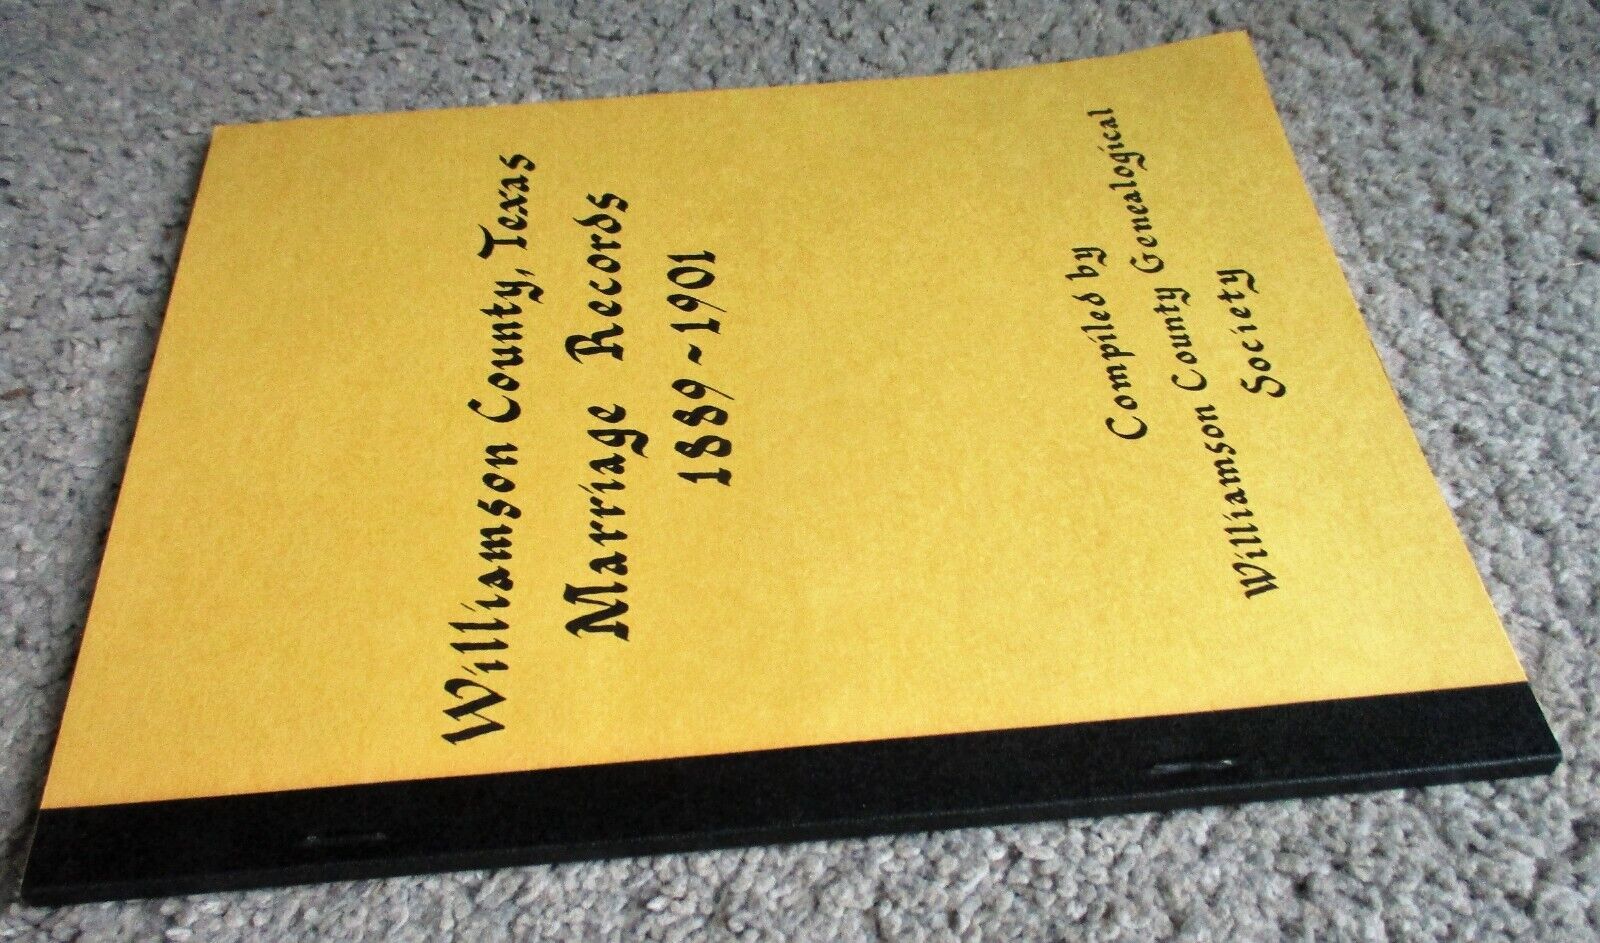 Williamson County, Texas
Marriage Records
1889~1901
Compiled by
Williamson County Genealogical
Society